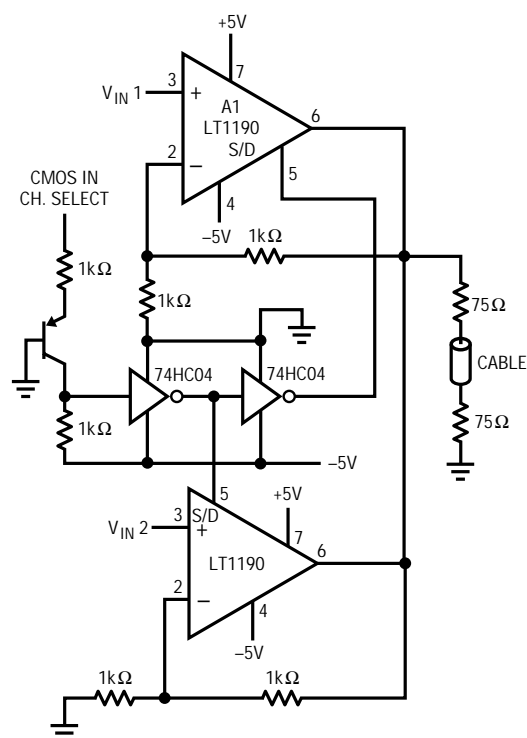 +5V
7
3
V_IN 1
+
A1
LT1190
6
S/D
2
–
5
CMOS IN
CH. SELECT
4
–5V
1kΩ
1kΩ
1kΩ
75Ω
74HC04
74HC04
CABLE
1kΩ
75Ω
–5V
5
+5V
V_IN 2
3
S/D
+
7
6
LT1190
2
–
4
–5V
1kΩ
1kΩ